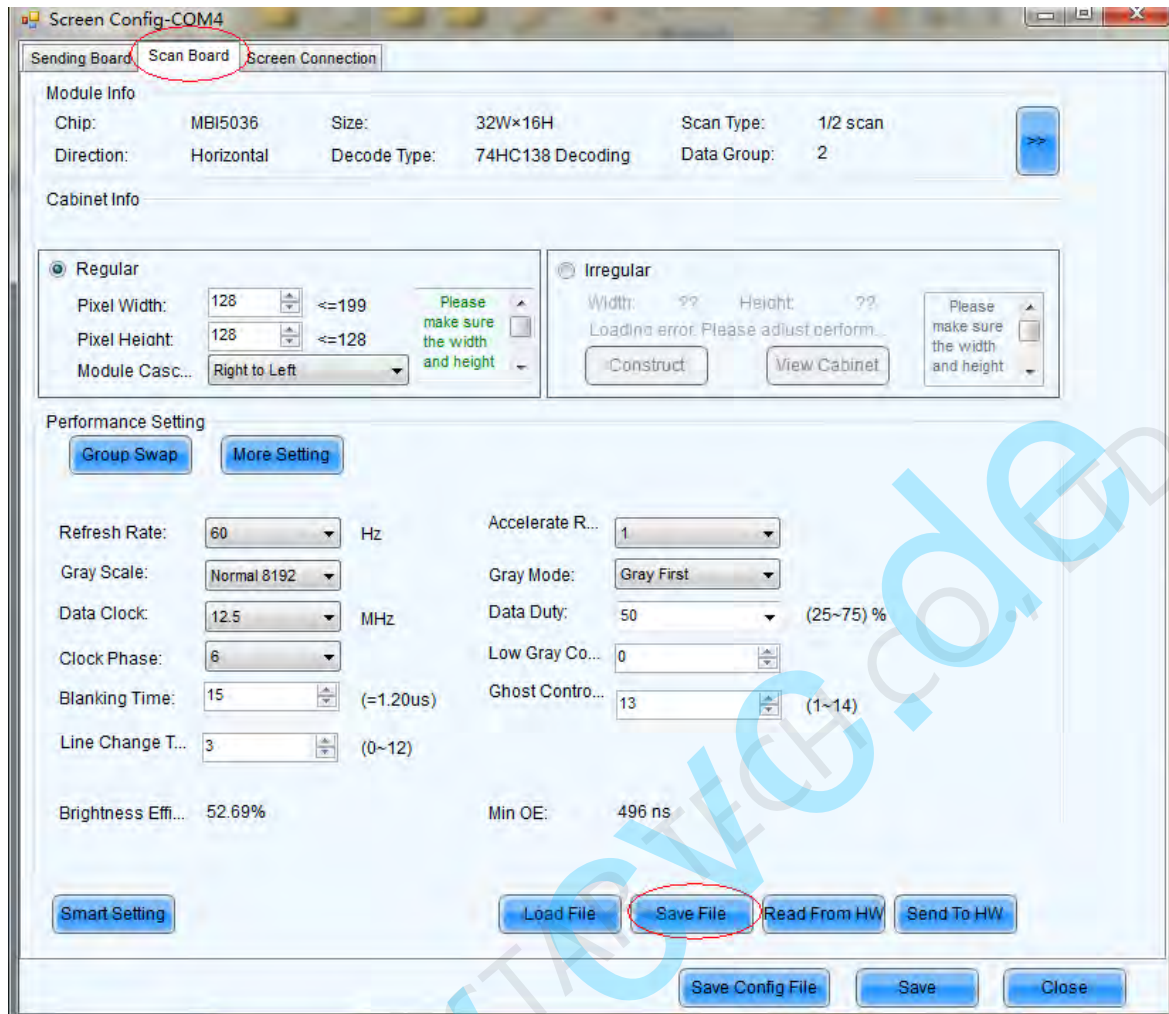 Screen Config-COM4
Sending Board Scan Board Screen Connection
Module Info
Chip: MBI5036 Size: 32W×16H Scan Type: 1/2 scan
Direction: Horizontal Decode Type: 74HC138 Decoding Data Group: 2
>>
Cabinet Info
Regular
Pixel Width: 128 <=199
Pixel Height: 128 <=128
Module Casc... Right to Left
Please
make sure
the width
and height
Irregular
Width: ?? Height: ??
Loading error. Please adjust perform...
Construct View Cabinet
Please
make sure
the width
and height
Performance Setting
Group Swap More Setting
Refresh Rate: 60 Hz Accelerate R... 1
Gray Scale: Normal 8192 Gray Mode: Gray First
Data Clock: 12.5 MHz Data Duty: 50 (25~75) %
Clock Phase: 6 Low Gray Co... 0
Blanking Time: 15 (=1.20us) Ghost Contro... 13 (1~14)
Line Change T... 3 (0~12)
Brightness Effi... 52.69% Min OE: 496 ns
Smart Setting Load File Save File Read From HW Send To HW
Save Config File Save Close
TECH CO., LTD
cvc.de